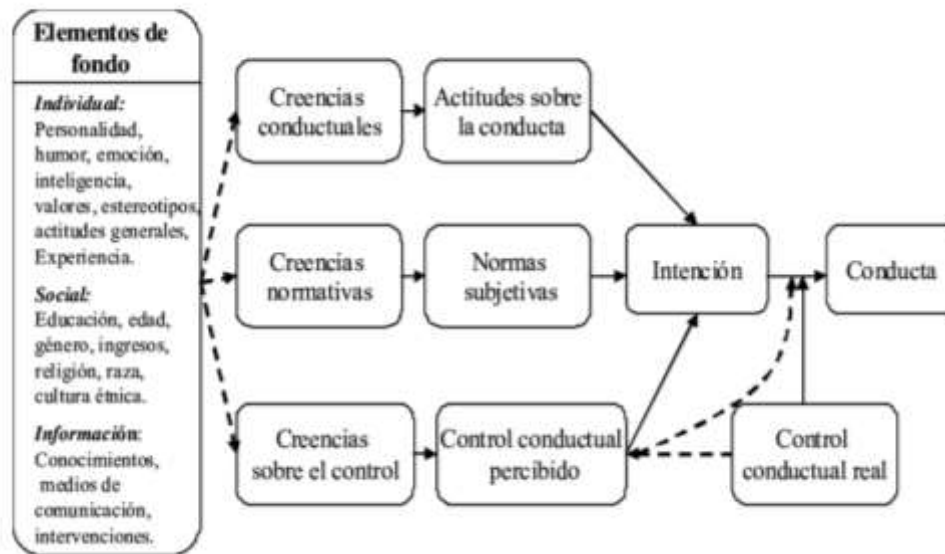 Elementos de
fondo
Individual:
Personalidad,
humor, emoción,
inteligencia,
valores, estereotipos,
actitudes generales,
Experiencia.
Social:
Educación, edad,
género, ingresos,
religión, raza,
cultura étnica.
Información:
Conocimientos,
medios de
comunicación,
intervenciones.
Creencias
conductuales
Actitudes sobre
la conducta
Creencias
normativas
Normas
subjetivas
Intención
Conducta
Creencias
sobre el control
Control conductual
percibido
Control
conductual real